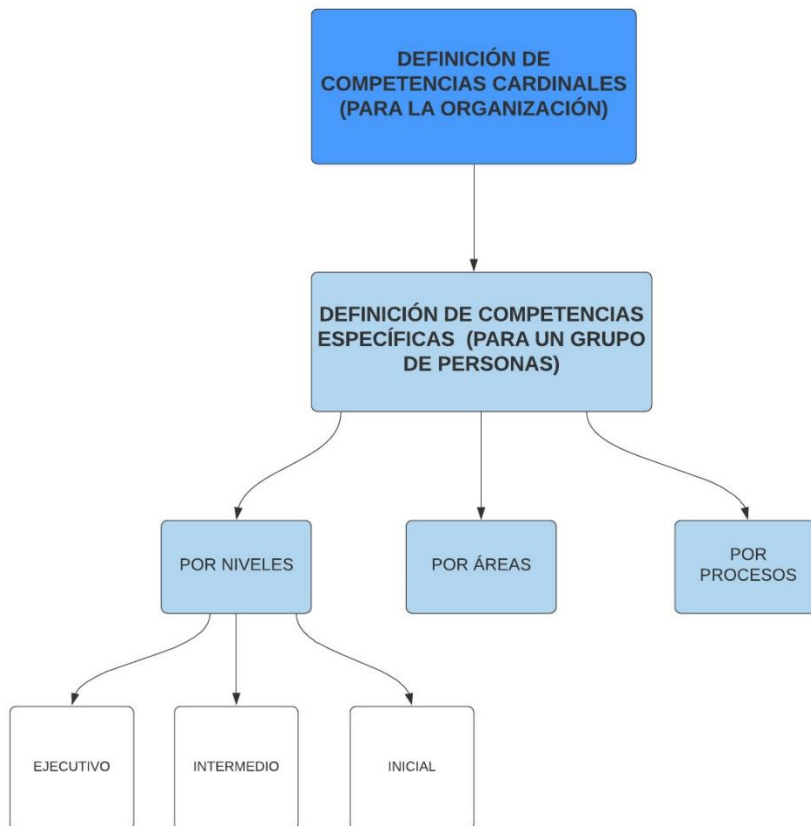 DEFINICIÓN DE
COMPETENCIAS CARDINALES
(PARA LA ORGANIZACIÓN)
DEFINICIÓN DE COMPETENCIAS
ESPECÍFICAS (PARA UN GRUPO
DE PERSONAS)
POR NIVELES
POR ÁREAS
POR
PROCESOS
EJECUTIVO
INTERMEDIO
INICIAL